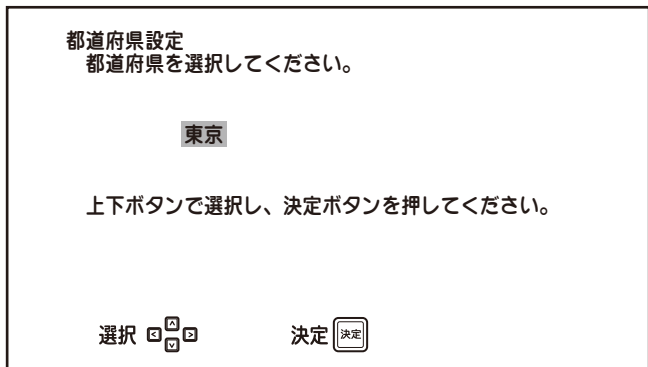 都道府県設定
都道府県を選択してください。
東京
上下ボタンで選択し、決定ボタンを押してください。
選択 決定 決定